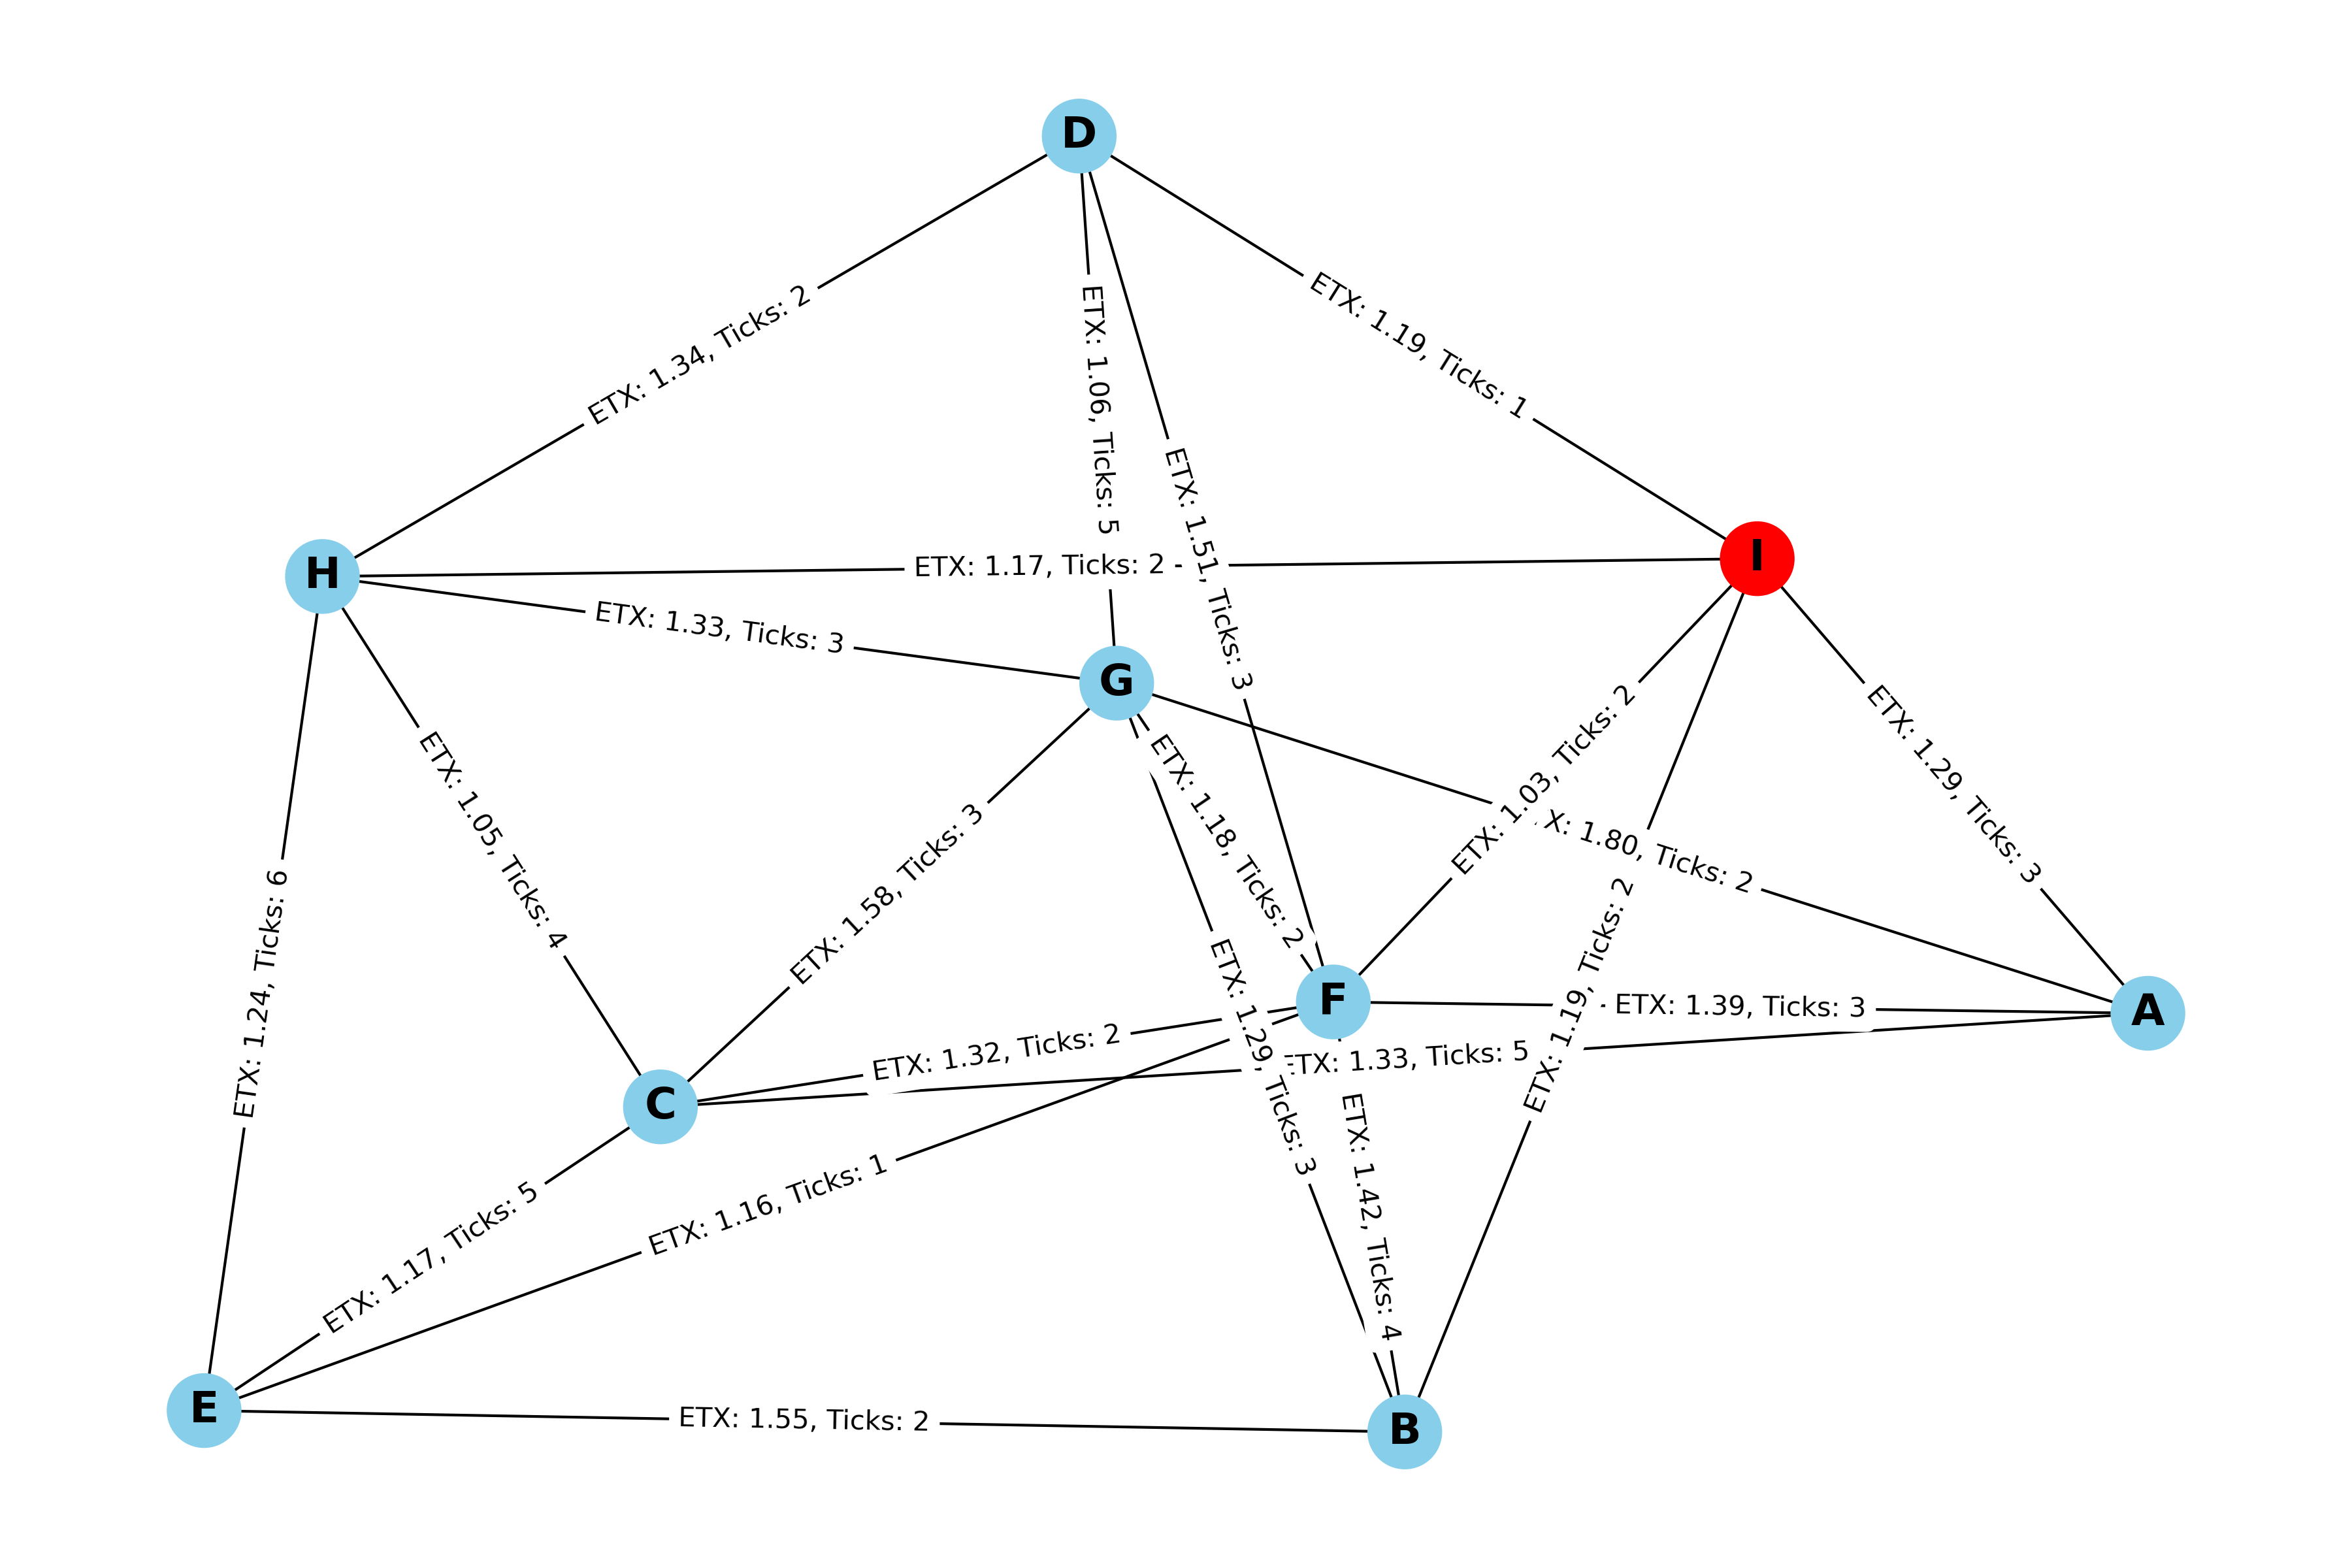 D
ETX: 1.34, Ticks: 2
ETX: 1.19, Ticks: 1
ETX: 1.06, Ticks: 5
ETX: 1.51, Ticks: 3
H
ETX: 1.17, Ticks: 2
I
ETX: 1.33, Ticks: 3
G
ETX: 1.05, Ticks: 4
ETX: 1.58, Ticks: 3
ETX: 1.18, Ticks: 2
ETX: 1.03, Ticks: 2
1.80, Ticks: 2
ETX: 1.29, Ticks: 3
ETX: 1.24, Ticks: 6
F
ETX: 1.39, Ticks: 3
A
ETX: 1.19, Ticks: 2
ETX: 1.32, Ticks: 2
ETX: 1.33, Ticks: 5
ETX: 1.29, Ticks: 3
C
ETX: 1.16, Ticks: 1
ETX: 1.42, Ticks: 4
ETX: 1.17, Ticks: 5
E
ETX: 1.55, Ticks: 2
B